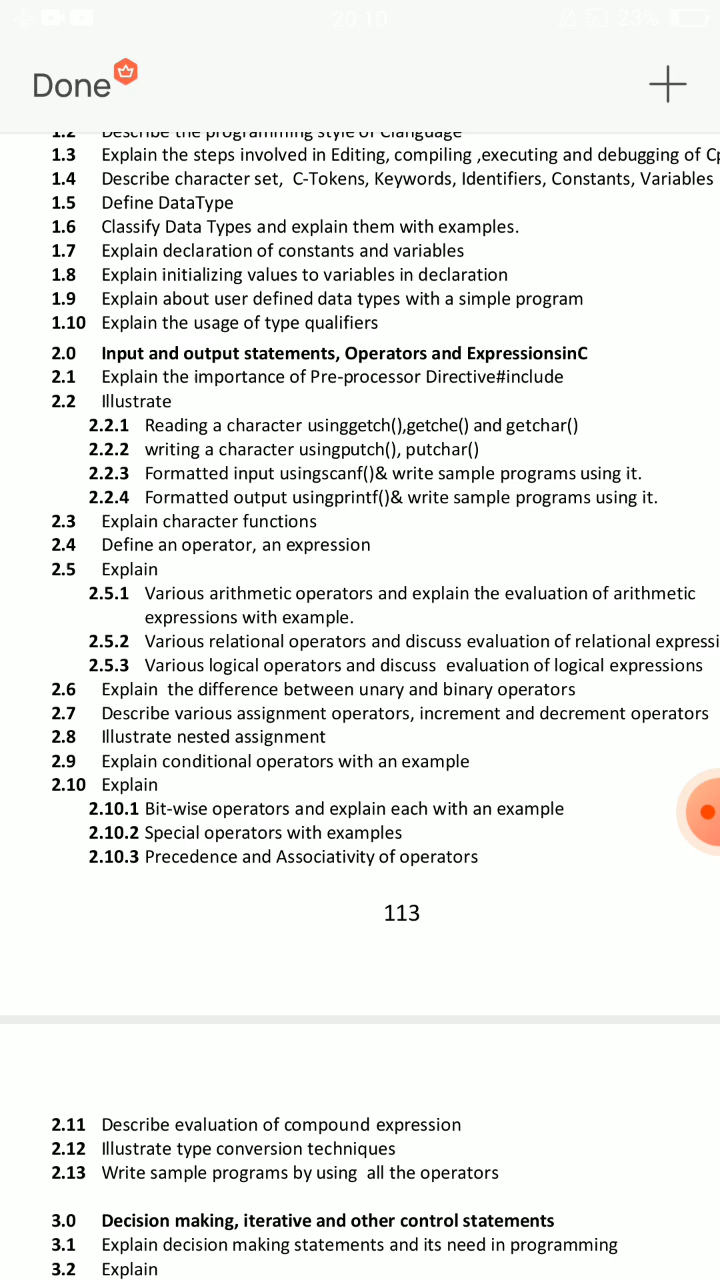 20:10
23%
Done
1.2 Describe the programming style of Clanguage
1.3 Explain the steps involved in Editing, compiling ,executing and debugging of Cp
1.4 Describe character set, C-Tokens, Keywords, Identifiers, Constants, Variables
1.5 Define DataType
1.6 Classify Data Types and explain them with examples.
1.7 Explain declaration of constants and variables
1.8 Explain initializing values to variables in declaration
1.9 Explain about user defined data types with a simple program
1.10 Explain the usage of type qualifiers
2.0 Input and output statements, Operators and ExpressionsinC
2.1 Explain the importance of Pre-processor Directive#include
2.2 Illustrate
2.2.1 Reading a character usinggetch(),getche() and getchar()
2.2.2 writing a character usingputch(), putchar()
2.2.3 Formatted input usingscanf()& write sample programs using it.
2.2.4 Formatted output usingprintf()& write sample programs using it.
2.3 Explain character functions
2.4 Define an operator, an expression
2.5 Explain
2.5.1 Various arithmetic operators and explain the evaluation of arithmetic
expressions with example.
2.5.2 Various relational operators and discuss evaluation of relational expressi
2.5.3 Various logical operators and discuss evaluation of logical expressions
2.6 Explain the difference between unary and binary operators
2.7 Describe various assignment operators, increment and decrement operators
2.8 Illustrate nested assignment
2.9 Explain conditional operators with an example
2.10 Explain
2.10.1 Bit-wise operators and explain each with an example
2.10.2 Special operators with examples
2.10.3 Precedence and Associativity of operators
113
2.11 Describe evaluation of compound expression
2.12 Illustrate type conversion techniques
2.13 Write sample programs by using all the operators
3.0 Decision making, iterative and other control statements
3.1 Explain decision making statements and its need in programming
3.2 Explain